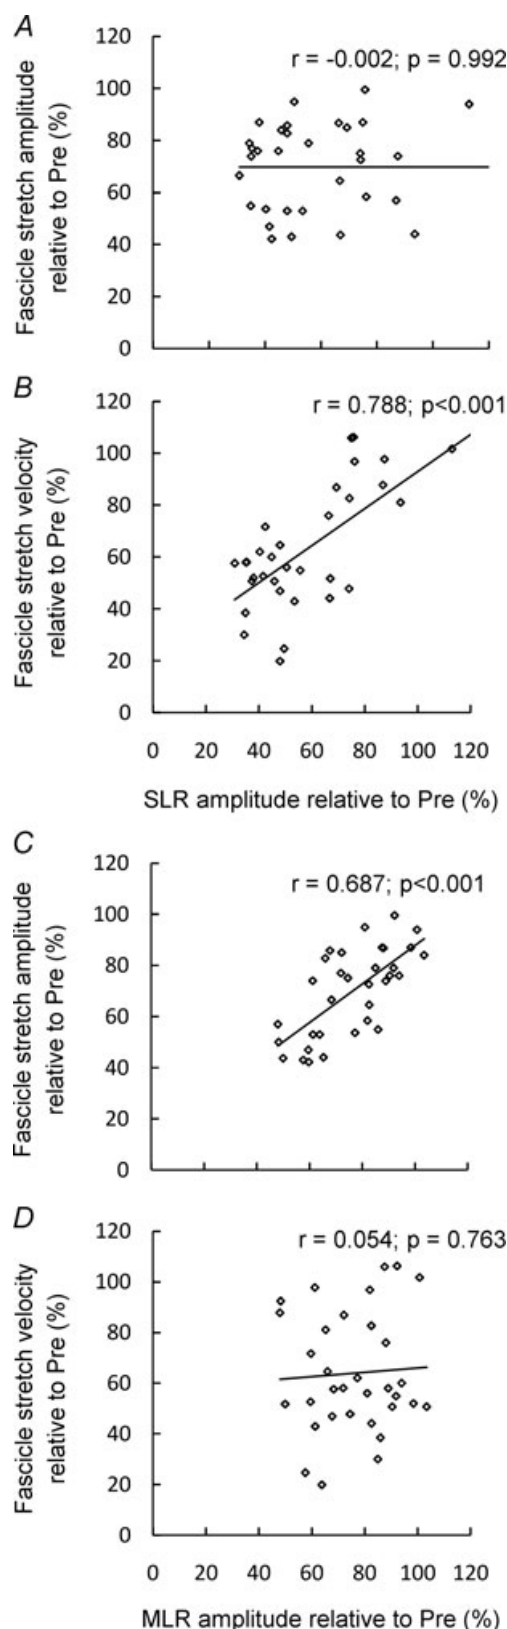 A
r = -0.002; p = 0.992
Fascicle stretch amplitude
relative to Pre (%)
120
100
80
60
40
20
0
B
r = 0.788; p<0.001
Fascicle stretch velocity
relative to Pre (%)
120
100
80
60
40
20
0
0 20 40 60 80 100 120
SLR amplitude relative to Pre (%)
C
r = 0.687; p<0.001
Fascicle stretch amplitude
relative to Pre (%)
120
100
80
60
40
20
0
D
r = 0.054; p = 0.763
Fascicle stretch velocity
relative to Pre (%)
120
100
80
60
40
20
0
0 20 40 60 80 100 120
MLR amplitude relative to Pre (%)